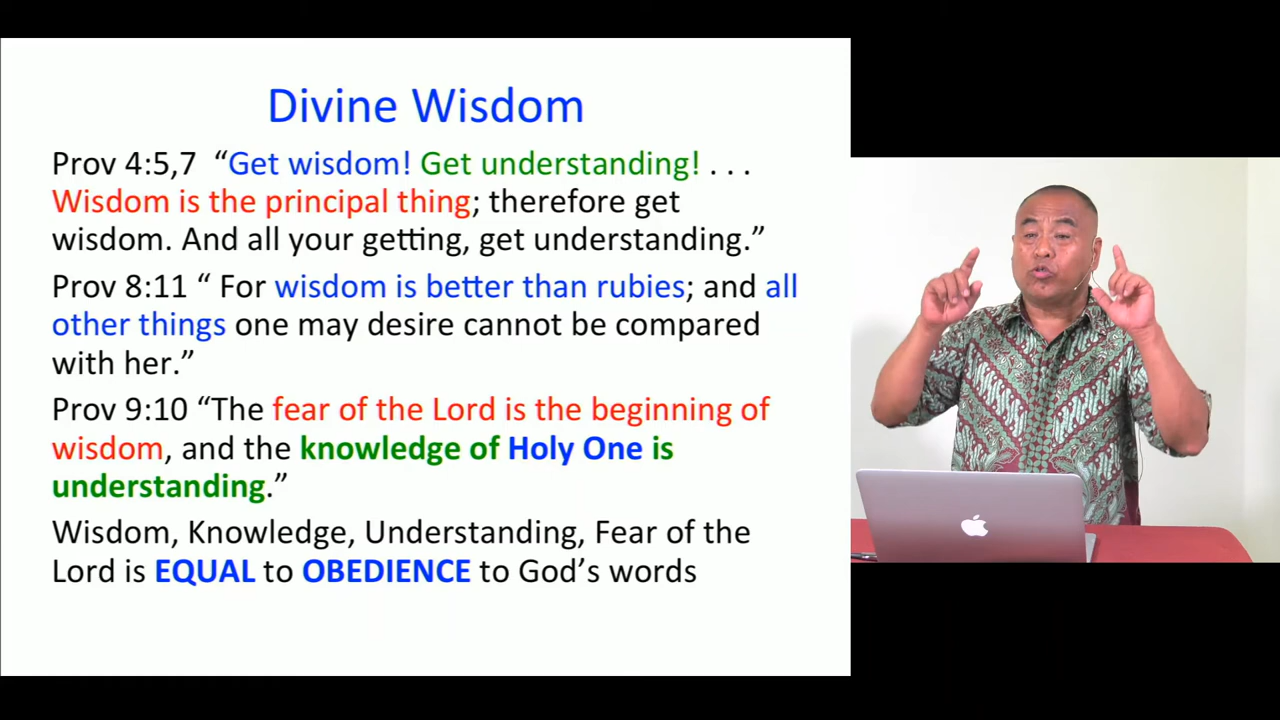 Divine Wisdom
Prov 4:5,7 “Get wisdom! Get understanding! . . .
Wisdom is the principal thing; therefore get
wisdom. And all your getting, get understanding.”
Prov 8:11 “ For wisdom is better than rubies; and all
other things one may desire cannot be compared
with her.”
Prov 9:10 “The fear of the Lord is the beginning of
wisdom, and the knowledge of Holy One is
understanding.”
Wisdom, Knowledge, Understanding, Fear of the
Lord is EQUAL to OBEDIENCE to God’s words